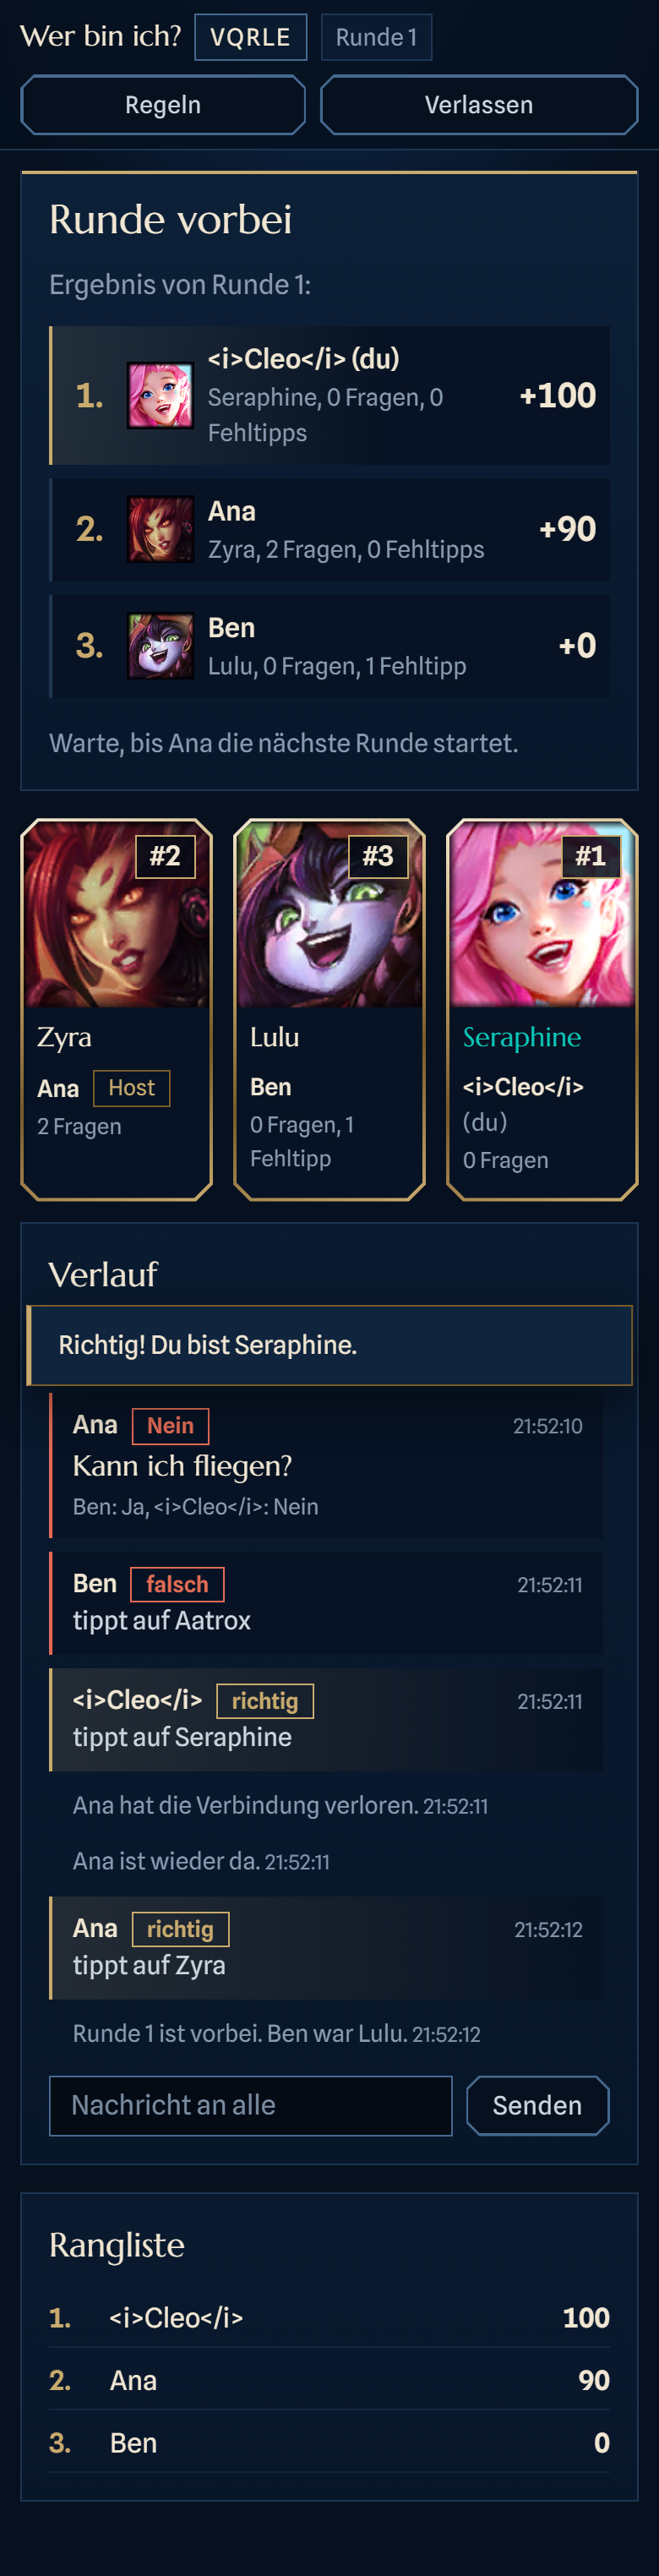 Wer bin ich? VQRLE Runde 1
Regeln Verlassen
Runde vorbei
Ergebnis von Runde 1:
1. <i>Cleo</i> (du) +100
Seraphine, 0 Fragen, 0
Fehltipps
2. Ana +90
Zyra, 2 Fragen, 0 Fehltipps
3. Ben +0
Lulu, 0 Fragen, 1 Fehltipp
Warte, bis Ana die nächste Runde startet.
#2
Zyra
Ana Host
2 Fragen
#3
Lulu
Ben
0 Fragen, 1
Fehltipp
#1
Seraphine
<i>Cleo</i>
(du)
0 Fragen
Verlauf
Richtig! Du bist Seraphine.
Ana Nein 21:52:10
Kann ich fliegen?
Ben: Ja, <i>Cleo</i>: Nein
Ben falsch 21:52:11
tippt auf Aatrox
<i>Cleo</i> richtig 21:52:11
tippt auf Seraphine
Ana hat die Verbindung verloren. 21:52:11
Ana ist wieder da. 21:52:11
Ana richtig 21:52:12
tippt auf Zyra
Runde 1 ist vorbei. Ben war Lulu. 21:52:12
Nachricht an alle Senden
Rangliste
1. <i>Cleo</i> 100
2. Ana 90
3. Ben 0